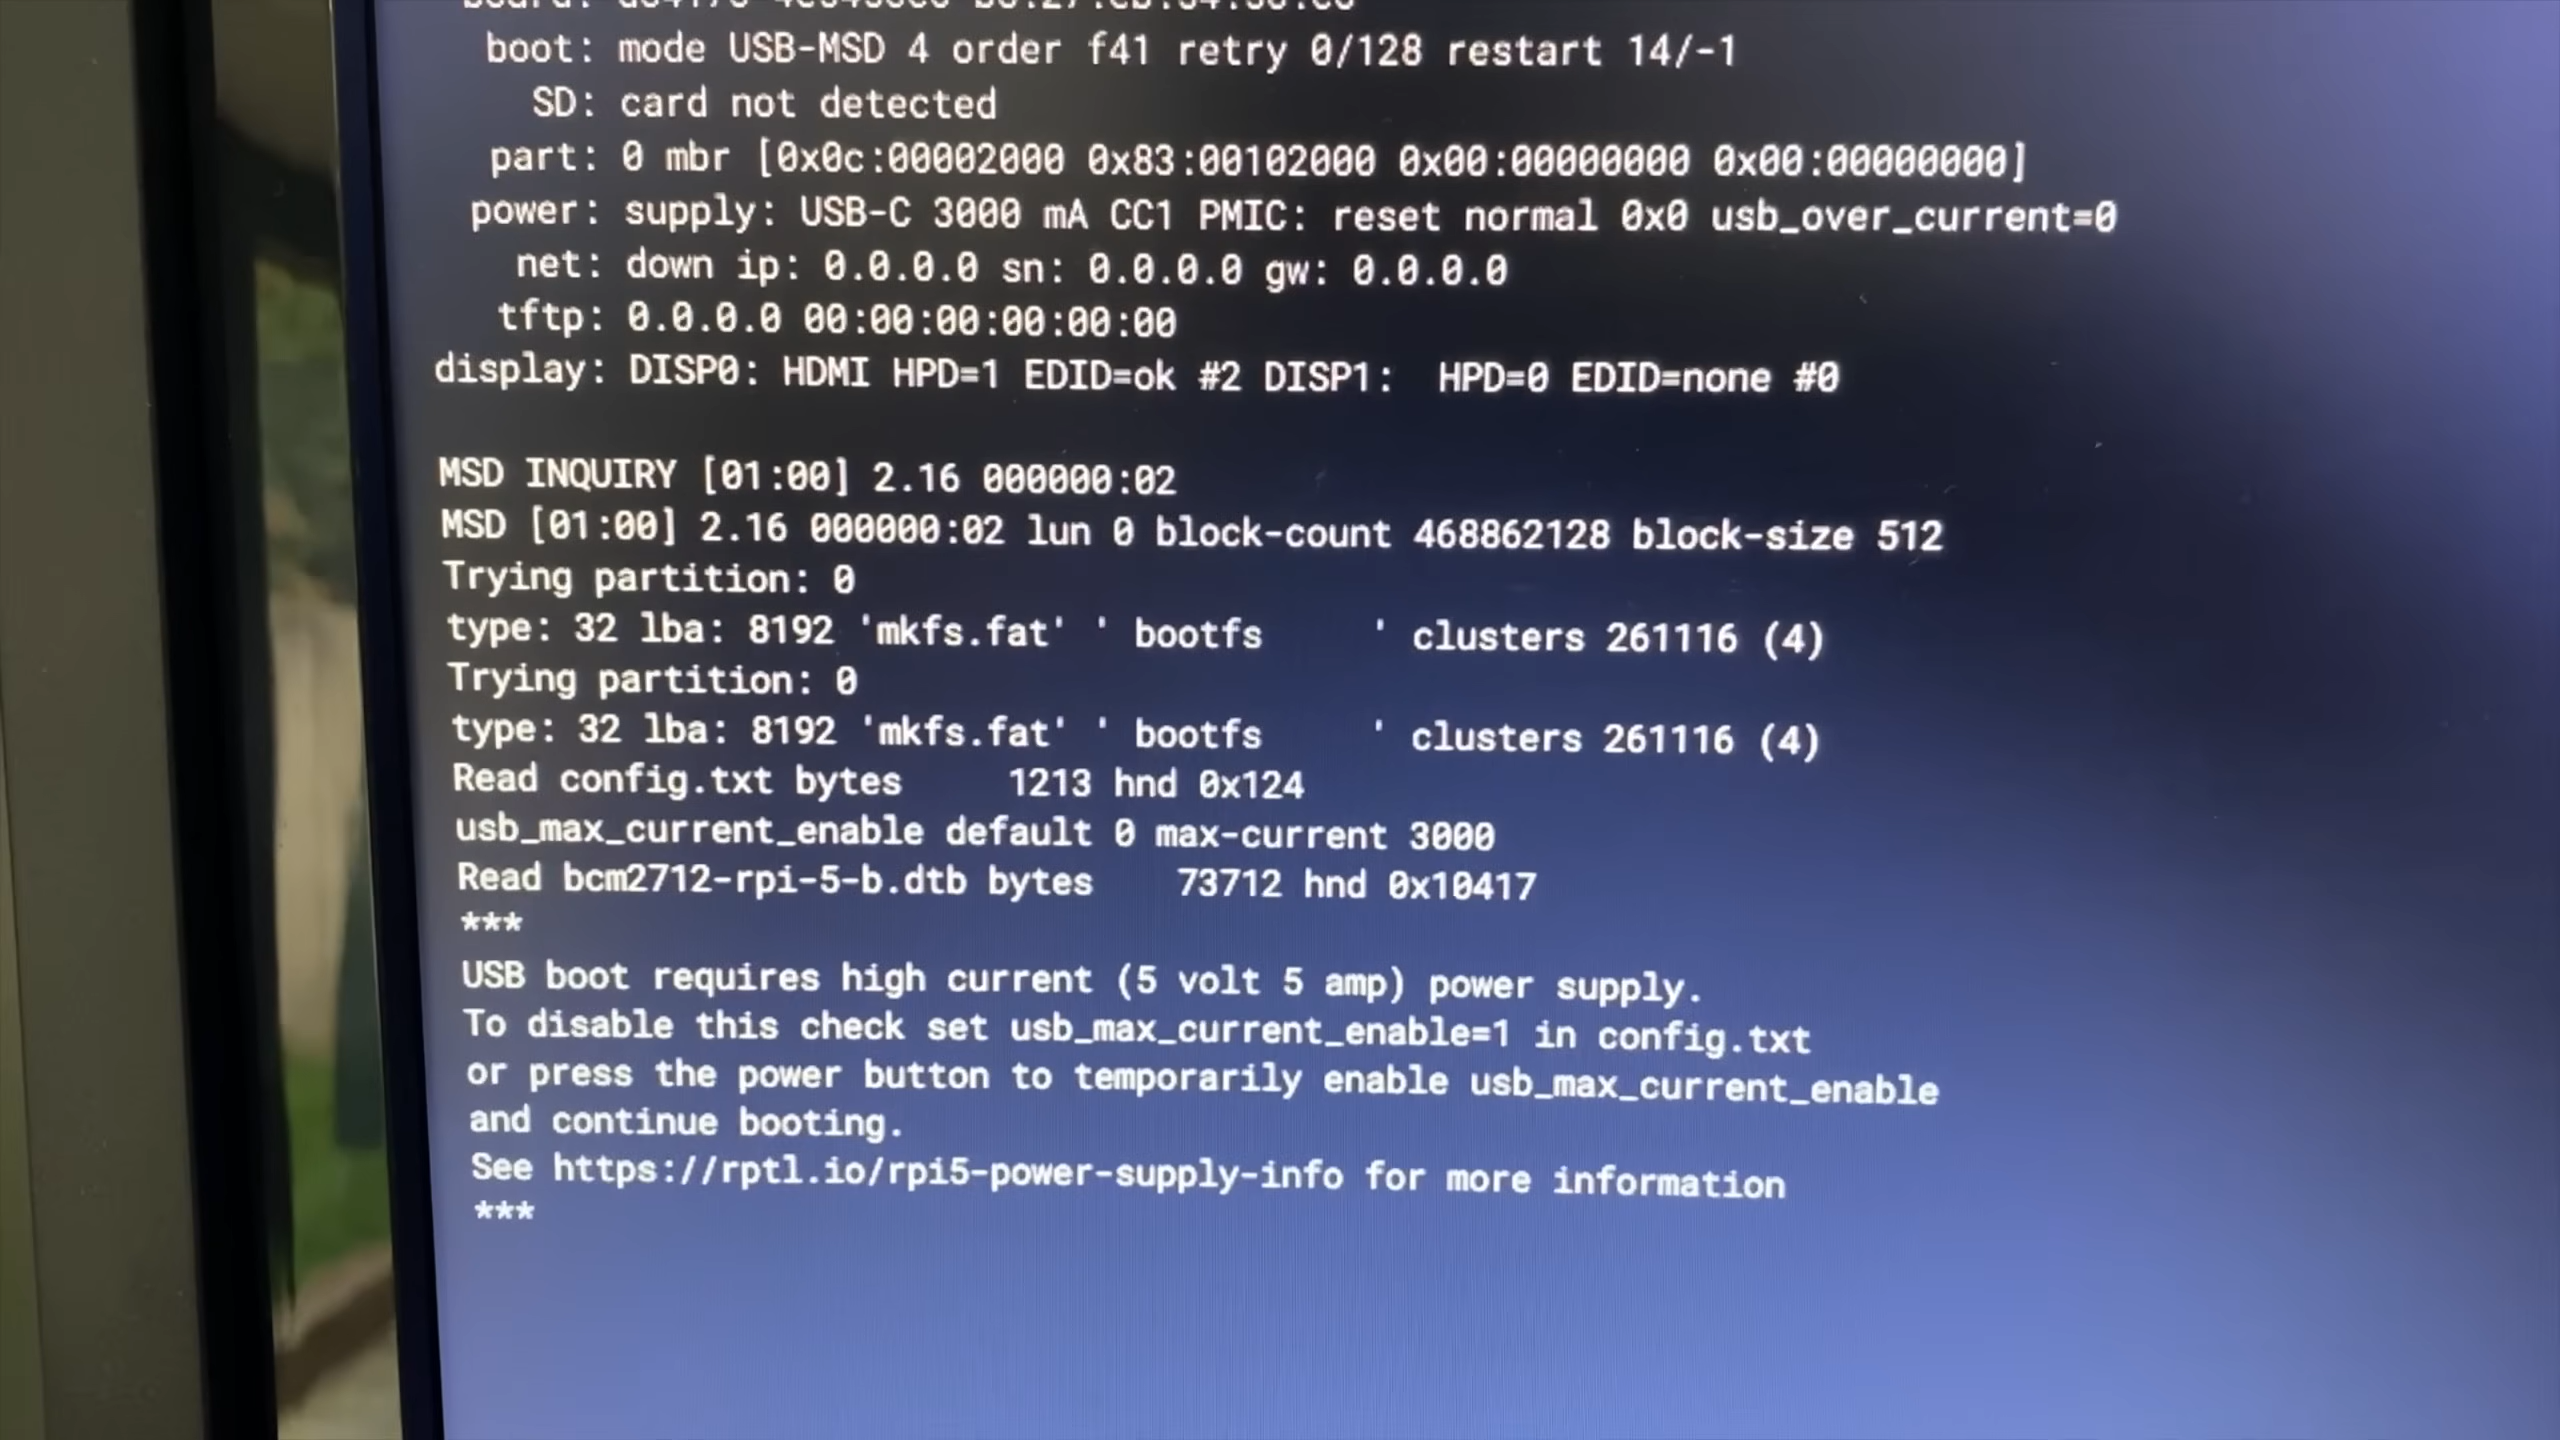 boot: mode USB-MSD 4 order f41 retry 0/128 restart 14/-1
SD: card not detected
part: 0 mbr [0x0c:00002000 0x83:00102000 0x00:00000000 0x00:00000000]
power: supply: USB-C 3000 mA CC1 PMIC: reset normal 0x0 usb_over_current=0
net: down ip: 0.0.0.0 sn: 0.0.0.0 gw: 0.0.0.0
tftp: 0.0.0.0 00:00:00:00:00:00
display: DISP0: HDMI HPD=1 EDID=ok #2 DISP1: HPD=0 EDID=none #0
MSD INQUIRY [01:00] 2.16 000000:02
MSD [01:00] 2.16 000000:02 lun 0 block-count 468862128 block-size 512
Trying partition: 0
type: 32 lba: 8192 'mkfs.fat' ' bootfs ' clusters 261116 (4)
Trying partition: 0
type: 32 lba: 8192 'mkfs.fat' ' bootfs ' clusters 261116 (4)
Read config.txt bytes 1213 hnd 0x124
usb_max_current_enable default 0 max-current 3000
Read bcm2712-rpi-5-b.dtb bytes 73712 hnd 0x10417
***
USB boot requires high current (5 volt 5 amp) power supply.
To disable this check set usb_max_current_enable=1 in config.txt
or press the power button to temporarily enable usb_max_current_enable
and continue booting.
See https://rptl.io/rpi5-power-supply-info for more information
***